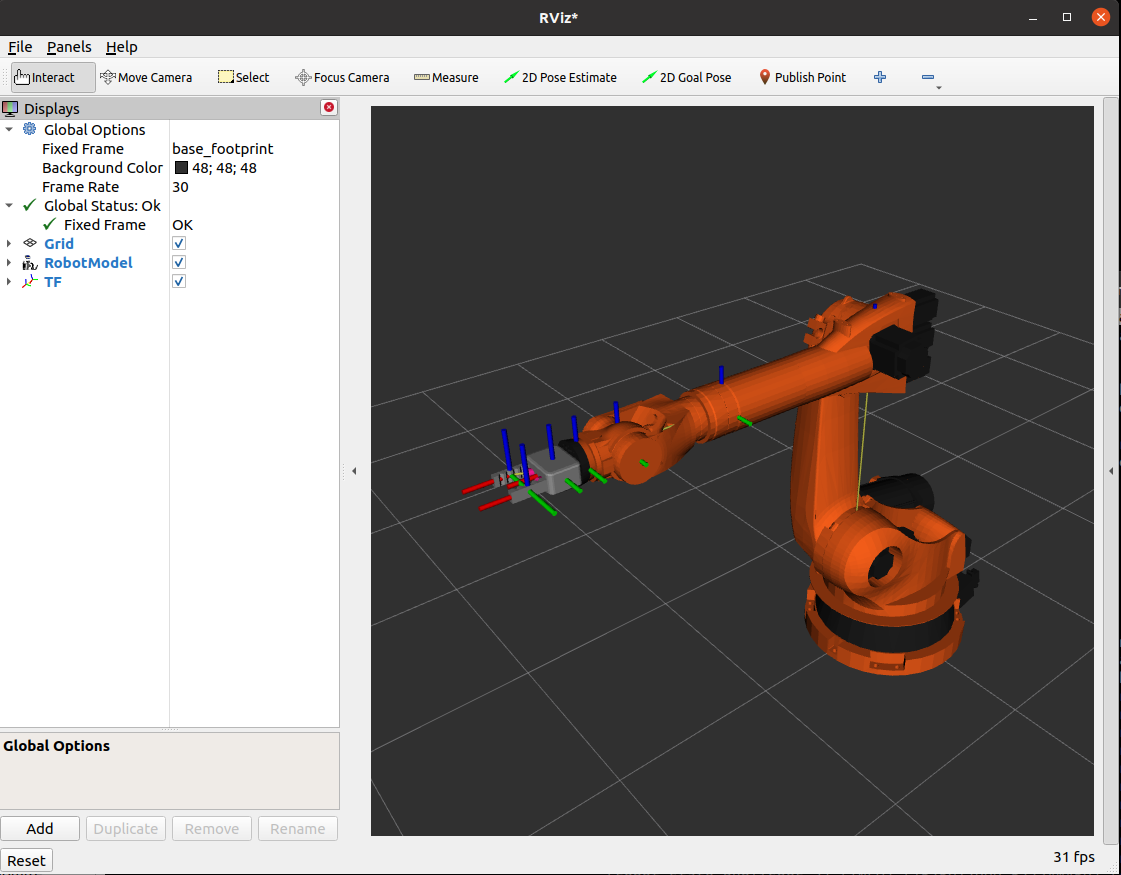 RViz*
File Panels Help
Interact Move Camera Select Focus Camera Measure 2D Pose Estimate 2D Goal Pose Publish Point
Displays
Global Options
Fixed Frame base_footprint
Background Color 48; 48; 48
Frame Rate 30
Global Status: Ok
Fixed Frame OK
Grid
RobotModel
TF
Global Options
Add Duplicate Remove Rename
Reset 31 fps